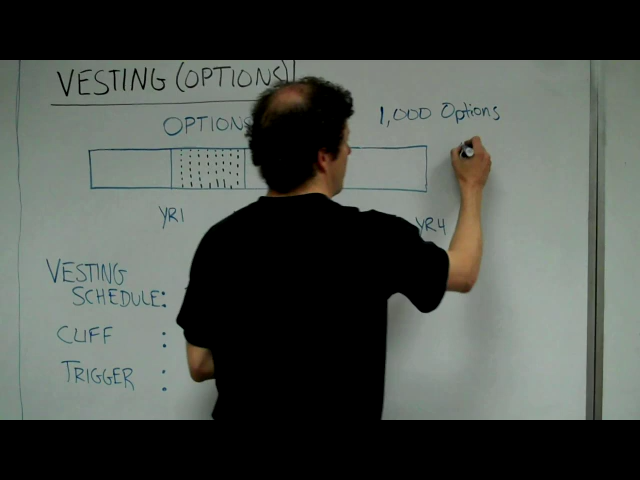 VESTING (OPTIONS)
OPTIONS
1,000 Options
YR1
YR4
VESTING
SCHEDULE:
CLIFF :
TRIGGER :